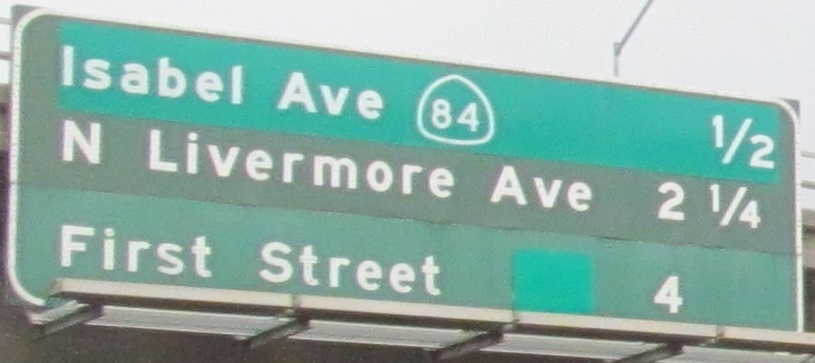 Isabel Ave 84 1/2
N Livermore Ave 2 1/4
First Street 4